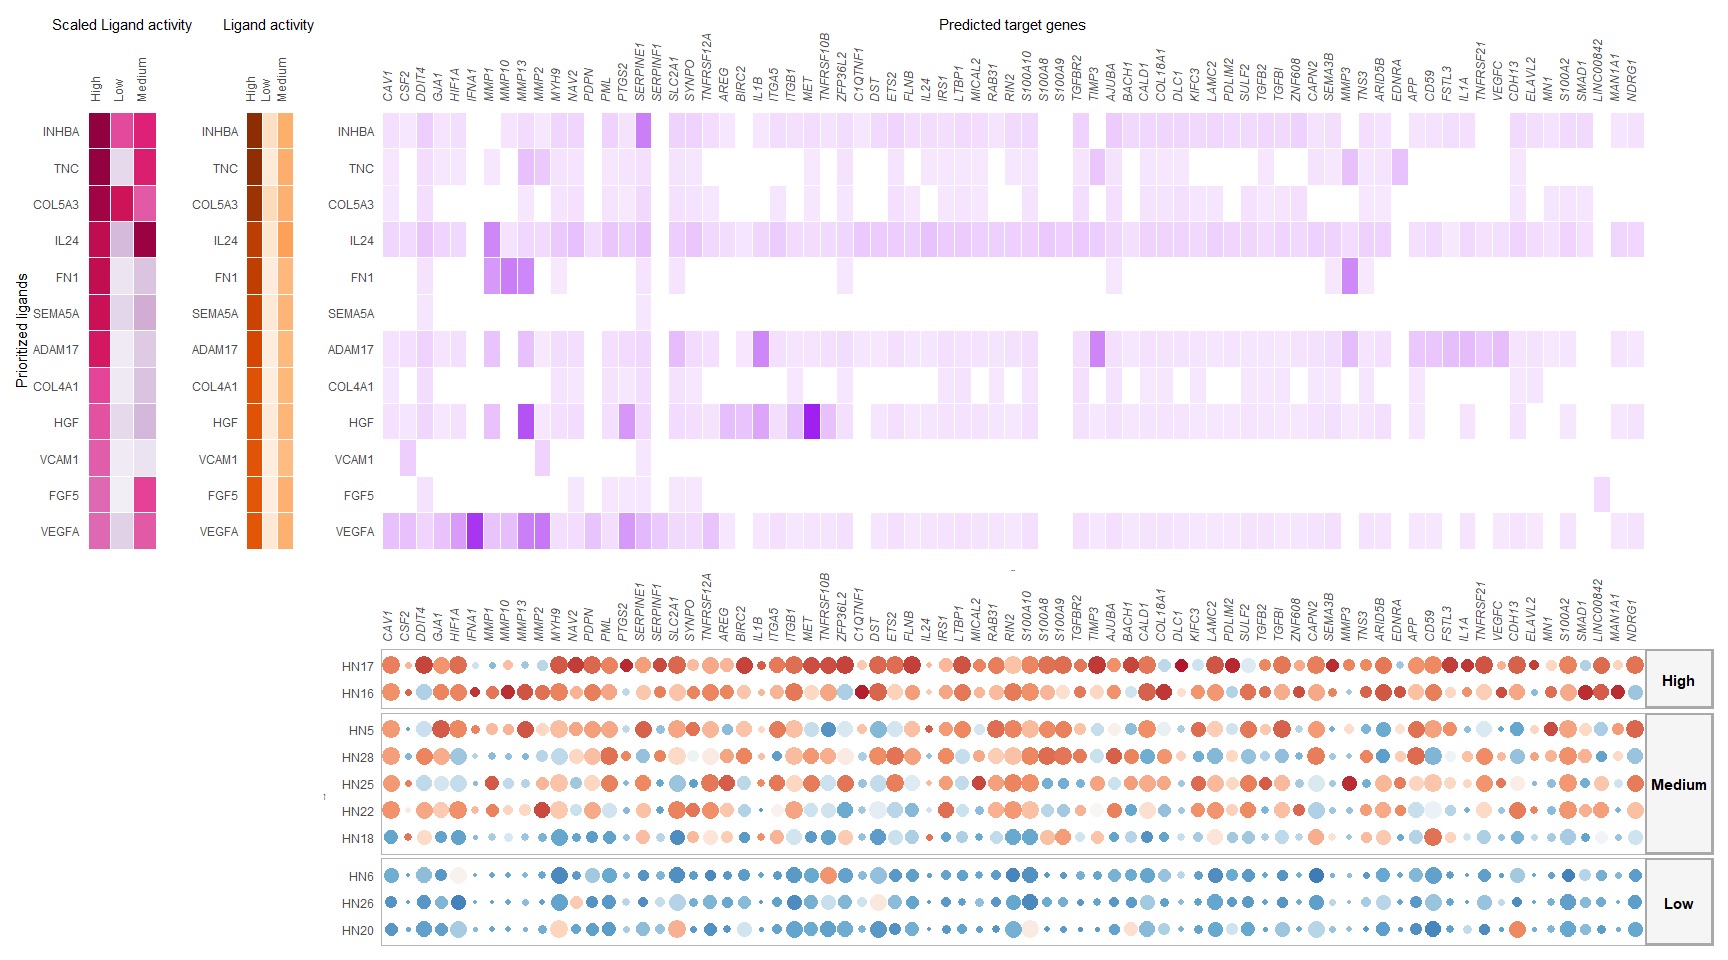 Scaled Ligand activity
Ligand activity
Predicted target genes
High
Low
Medium
High
Low
Medium
CAV1
CSF2
DDIT4
GJA1
HIF1A
IFNA1
MMP1
MMP10
MMP13
MMP2
MYH9
NAV2
PDPN
PML
PTGS2
SERPINE1
SERPINF1
SLC2A1
SYNPO
TNFRSF12A
AREG
BIRC2
IL1B
ITGA5
ITGB1
MET
TNFRSF10B
ZFP36L2
C1QTNF1
DST
ETS2
FLNB
IL24
IRS1
LTBP1
MICAL2
RAB31
RIN2
S100A10
S100A8
S100A9
TGFBR2
TIMP3
AJUBA
BACH1
CALD1
COL18A1
DLC1
KIFC3
LAMC2
PDLIM2
SULF2
TGFB2
TGFBI
ZNF608
CAPN2
SEMA3B
MMP3
TNS3
ARID5B
EDNRA
APP
CD59
FSTL3
IL1A
TNFRSF21
VEGFC
CDH13
ELAVL2
MN1
S100A2
SMAD1
LINC00842
MAN1A1
NDRG1
Prioritized ligands
INHBA INHBA INHBA
TNC TNC TNC
COL5A3 COL5A3 COL5A3
IL24 IL24 IL24
FN1 FN1 FN1
SEMA5A SEMA5A SEMA5A
ADAM17 ADAM17 ADAM17
COL4A1 COL4A1 COL4A1
HGF HGF HGF
VCAM1 VCAM1 VCAM1
FGF5 FGF5 FGF5
VEGFA VEGFA VEGFA
CAV1
CSF2
DDIT4
GJA1
HIF1A
IFNA1
MMP1
MMP10
MMP13
MMP2
MYH9
NAV2
PDPN
PML
PTGS2
SERPINE1
SERPINF1
SLC2A1
SYNPO
TNFRSF12A
AREG
BIRC2
IL1B
ITGA5
ITGB1
MET
TNFRSF10B
ZFP36L2
C1QTNF1
DST
ETS2
FLNB
IL24
IRS1
LTBP1
MICAL2
RAB31
RIN2
S100A10
S100A8
S100A9
TGFBR2
TIMP3
AJUBA
BACH1
CALD1
COL18A1
DLC1
KIFC3
LAMC2
PDLIM2
SULF2
TGFB2
TGFBI
ZNF608
CAPN2
SEMA3B
MMP3
TNS3
ARID5B
EDNRA
APP
CD59
FSTL3
IL1A
TNFRSF21
VEGFC
CDH13
ELAVL2
MN1
S100A2
SMAD1
LINC00842
MAN1A1
NDRG1
HN17
HN16
High
HN5
HN28
HN25
HN22
HN18
Medium
HN6
HN26
HN20
Low